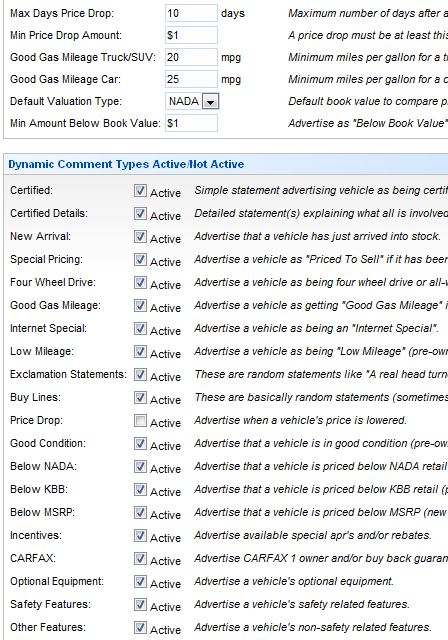 Max Days Price Drop: 10 days Maximum number of days after a
Min Price Drop Amount: $1 A price drop must be at least this
Good Gas Mileage Truck/SUV: 20 mpg Minimum miles per gallon for a
Good Gas Mileage Car: 25 mpg Minimum miles per gallon for a
Default Valuation Type: NADA Default book value to compare
Min Amount Below Book Value: $1 Advertise as "Below Book Value"
Dynamic Comment Types Active/Not Active
Certified: Active Simple statement advertising vehicle as being
Certified Details: Active Detailed statement(s) explaining what all is involved
New Arrival: Active Advertise that a vehicle has just arrived into stock.
Special Pricing: Active Advertise a vehicle as "Priced To Sell" if it has been
Four Wheel Drive: Active Advertise a vehicle as being four wheel drive or
Good Gas Mileage: Active Advertise a vehicle as getting "Good Gas Mileage"
Internet Special: Active Advertise a vehicle as being an "Internet Special".
Low Mileage: Active Advertise a vehicle as being "Low Mileage"
Exclamation Statements: Active These are random statements like "A real head
Buy Lines: Active These are basically random statements (sometimes
Price Drop: Active Advertise when a vehicle's price is lowered.
Good Condition: Active Advertise that a vehicle is in good condition
Below NADA: Active Advertise that a vehicle is priced below NADA retail
Below KBB: Active Advertise that a vehicle is priced below KBB retail
Below MSRP: Active Advertise that a vehicle is priced below MSRP (new
Incentives: Active Advertise available special apr's and/or rebates.
CARFAX: Active Advertise CARFAX 1 owner and/or buy back
Optional Equipment: Active Advertise a vehicle's optional equipment.
Safety Features: Active Advertise a vehicle's safety related features.
Other Features: Active Advertise a vehicle's non-safety related features.